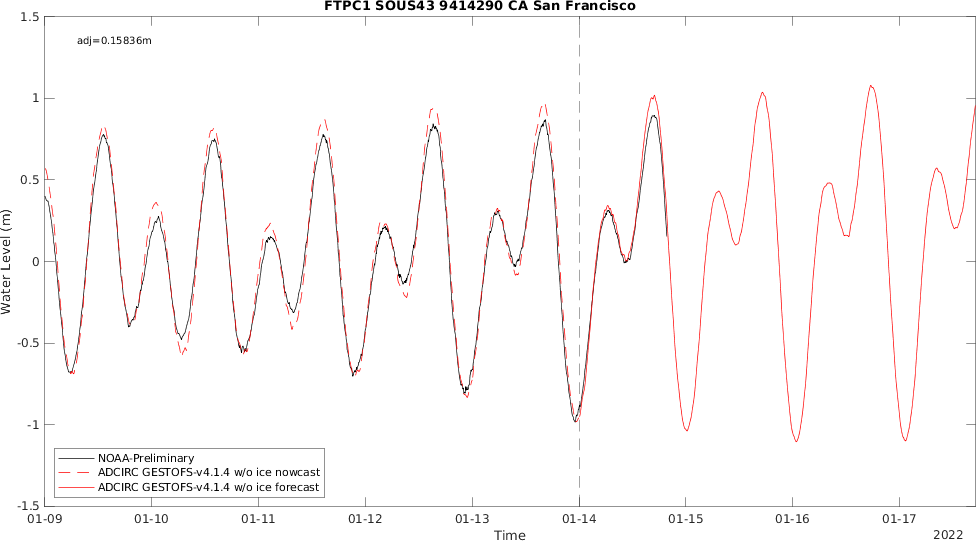 FTPC1 SOUS43 9414290 CA San Francisco
1.5
adj=0.15836m
1
0.5
0
-0.5
-1
-1.5
Water Level (m)
NOAA-Preliminary
ADCIRC GESTOFS-v4.1.4 w/o ice nowcast
ADCIRC GESTOFS-v4.1.4 w/o ice forecast
01-09 01-10 01-11 01-12 01-13 01-14 01-15 01-16 01-17
Time
2022